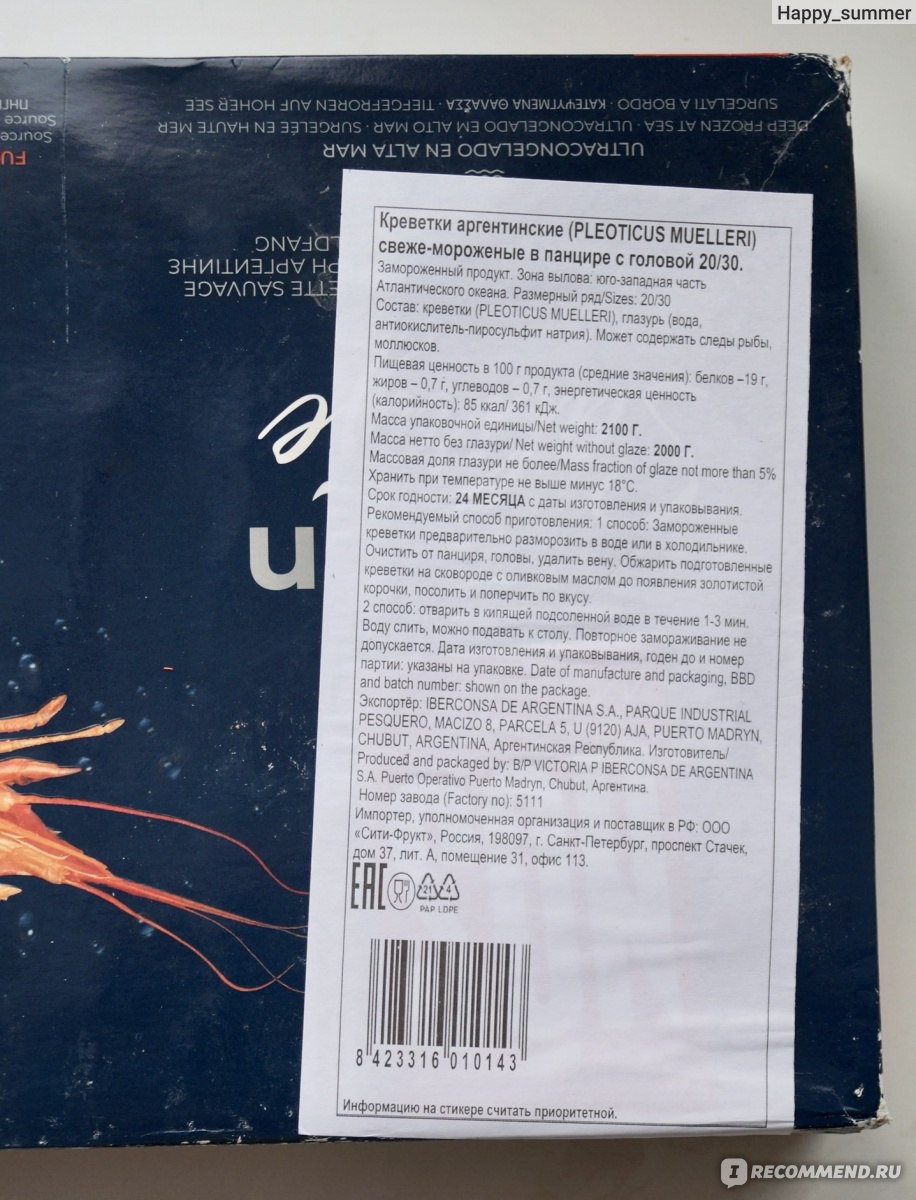 Happy_summer
SURGELATI A BORDO · ΚΑΤΕΨΥΓΜΕΝΑ ΘΑΛΑΣΣΑ · TIEFGEFROREN AUF HOHER SEE
DEEP FROZEN AT SEA · ULTRACONGELADO EM ALTO MAR · SURGELÉE EN HAUTE MER
ULTRACONGELADO EN ALTA MAR
Source
Source
FU
LDFANG
РН АРГЕНТИНЗ
ETTE SAUVAGE
e
un
Креветки аргентинские (PLEOTICUS MUELLERI)
свеже-мороженые в панцире с головой 20/30.
Замороженный продукт. Зона вылова: юго-западная часть
Атлантического океана. Размерный ряд/Sizes: 20/30
Состав: креветки (PLEOTICUS MUELLERI), глазурь (вода,
антиокислитель-пиросульфит натрия). Может содержать следы рыбы,
моллюсков.
Пищевая ценность в 100 г продукта (средние значения): белков –19 г,
жиров – 0,7 г, углеводов – 0,7 г, энергетическая ценность
(калорийность): 85 ккал/ 361 кДж.
Масса упаковочной единицы/Net weight: 2100 Г.
Масса нетто без глазури/ Net weight without glaze: 2000 Г.
Массовая доля глазури не более/Mass fraction of glaze not more than 5%
Хранить при температуре не выше минус 18°С.
Срок годности: 24 МЕСЯЦА с даты изготовления и упаковывания.
Рекомендуемый способ приготовления: 1 способ: Замороженные
креветки предварительно разморозить в воде или в холодильнике.
Очистить от панциря, головы, удалить вену. Обжарить подготовленные
креветки на сковороде с оливковым маслом до появления золотистой
корочки, посолить и поперчить по вкусу.
2 способ: отварить в кипящей подсоленной воде в течение 1-3 мин.
Воду слить, можно подавать к столу. Повторное замораживание не
допускается. Дата изготовления и упаковывания, годен до и номер
партии: указаны на упаковке. Date of manufacture and packaging, BBD
and batch number: shown on the package.
Экспортёр: IBERCONSA DE ARGENTINA S.A., PARQUE INDUSTRIAL
PESQUERO, MACIZO 8, PARCELA 5, U (9120) AJA, PUERTO MADRYN,
CHUBUT, ARGENTINA, Аргентинская Республика. Изготовитель/
Produced and packaged by: B/P VICTORIA P IBERCONSA DE ARGENTINA
S.A. Puerto Operativo Puerto Madryn, Chubut, Аргентина.
Номер завода (Factory no): 5111
Импортер, уполномоченная организация и поставщик в РФ: ООО
«Сити-Фрукт», Россия, 198097, г. Санкт-Петербург, проспект Стачек,
дом 37, лит. А, помещение 31, офис 113.
EAC 21 4
PAP LDPE
8 423316 010143
Информацию на стикере считать приоритетной.
IRECOMMEND.RU